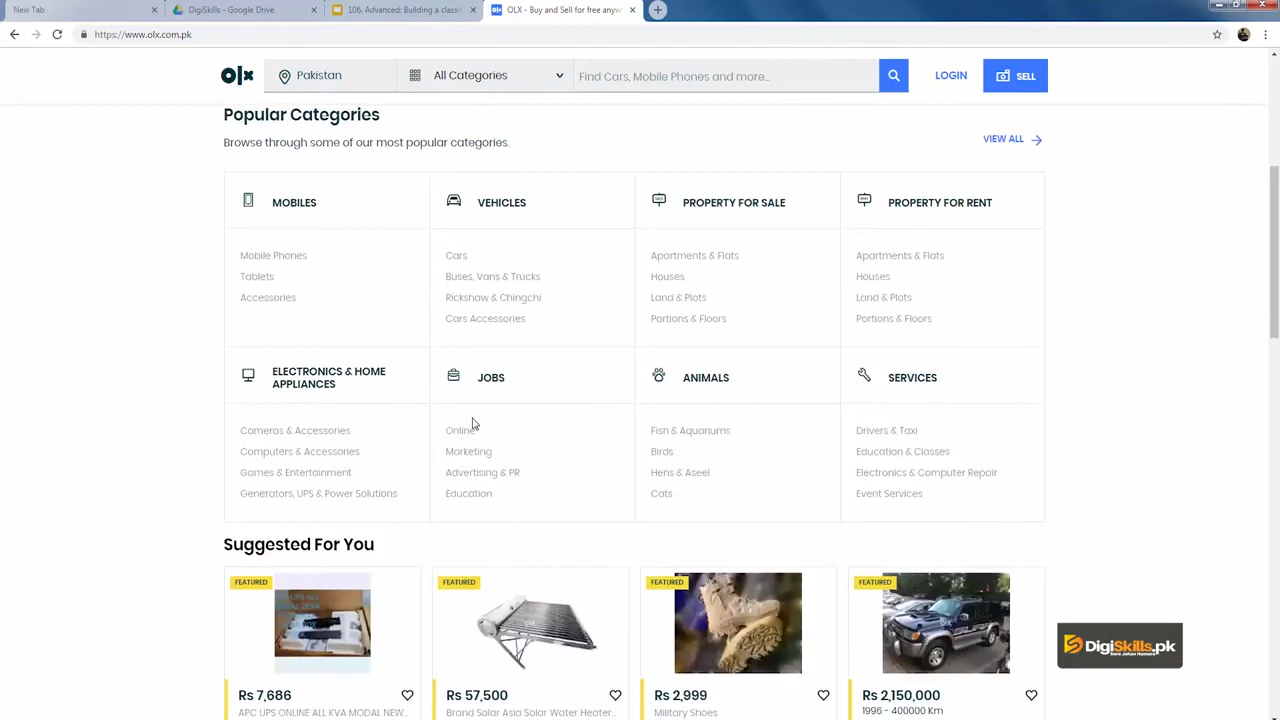 New Tab
DigiSkills - Google Drive
106. Advanced: Building a classi
OLX - Buy and Sell for free anyw
https://www.olx.com.pk
olx
Pakistan
All Categories
Find Cars, Mobile Phones and more...
LOGIN
SELL
Popular Categories
Browse through some of our most popular categories.
VIEW ALL
MOBILES
Mobile Phones
Tablets
Accessories
VEHICLES
Cars
Buses, Vans & Trucks
Rickshaw & Chingchi
Cars Accessories
PROPERTY FOR SALE
Apartments & Flats
Houses
Land & Plots
Portions & Floors
PROPERTY FOR RENT
Apartments & Flats
Houses
Land & Plots
Portions & Floors
ELECTRONICS & HOME
APPLIANCES
Cameras & Accessories
Computers & Accessories
Games & Entertainment
Generators, UPS & Power Solutions
JOBS
Online
Marketing
Advertising & PR
Education
ANIMALS
Fish & Aquariums
Birds
Hens & Aseel
Cats
SERVICES
Drivers & Taxi
Education & Classes
Electronics & Computer Repair
Event Services
Suggested For You
FEATURED
Rs 7,686
APC UPS ONLINE ALL KVA MODAL NEW...
FEATURED
Rs 57,500
Brand Solar Asia Solar Water Heater...
FEATURED
Rs 2,999
Military Shoes
FEATURED
Rs 2,150,000
1996 - 400000 Km
DigiSkills.pk